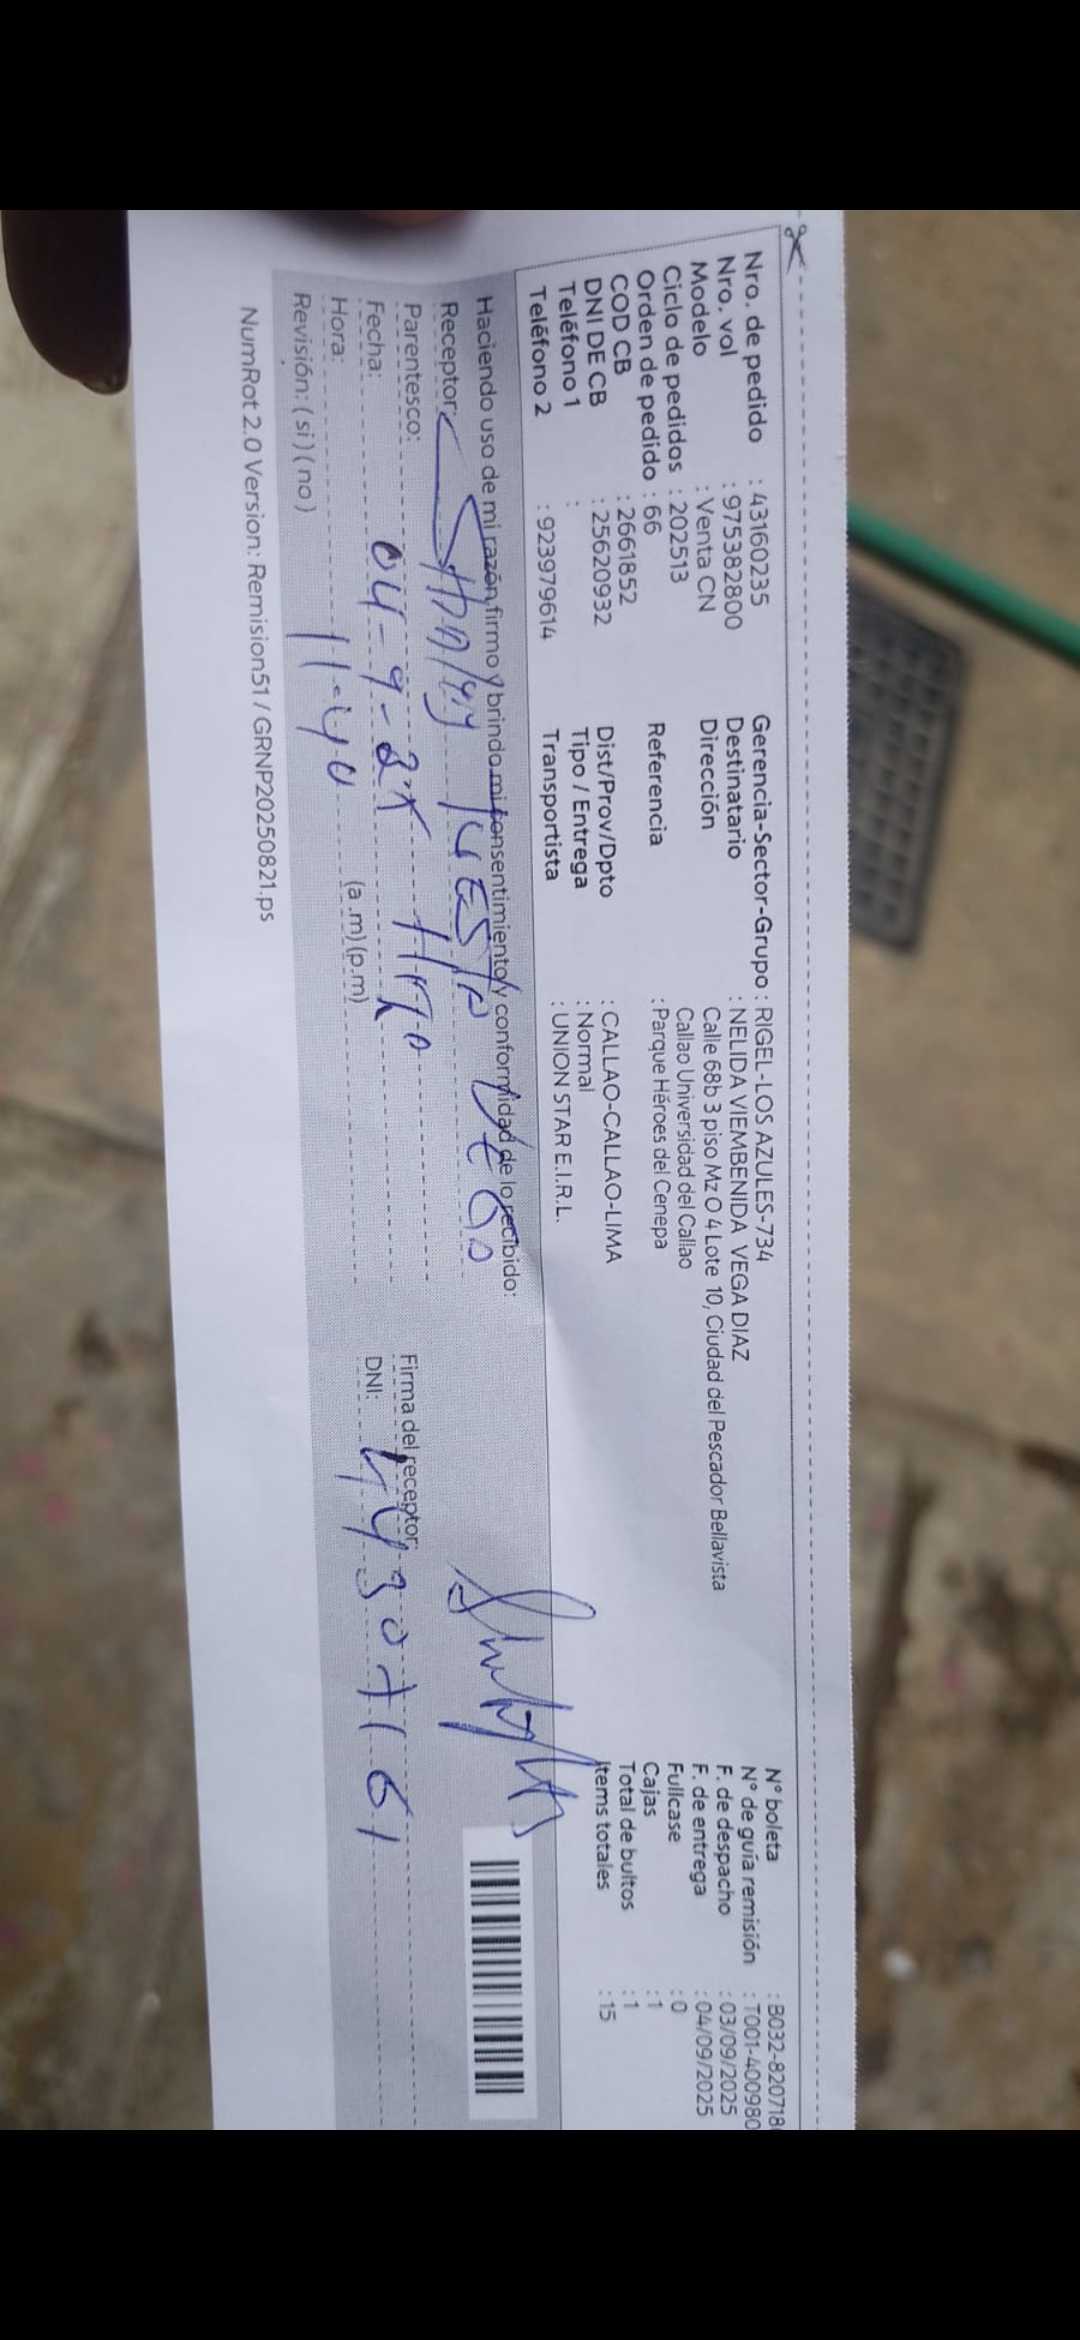 Nro. de pedido : 43160235
Nro. vol : 975382800
Modelo : Venta CN
Ciclo de pedidos : 202513
Orden de pedido : 66
COD CB : 2661852
DNI DE CB : 25620932
Teléfono 1 :
Teléfono 2 : 923979614
Gerencia-Sector-Grupo : RIGEL-LOS AZULES-734
Destinatario : NELIDA VIEMBENIDA VEGA DIAZ
Dirección Calle 68b 3 piso Mz O 4 Lote 10, Ciudad del Pescador Bellavista
Callao Universidad del Callao
Referencia : Parque Héroes del Cenepa
Dist/Prov/Dpto : CALLAO-CALLAO-LIMA
Tipo / Entrega : Normal
Transportista : UNION STAR E.I.R.L.
N° boleta : B032-820718
N° de guía remisión : T001-400980
F. de despacho : 03/09/2025
F. de entrega : 04/09/2025
Fullcase : 0
Cajas : 1
Total de bultos : 1
Items totales : 15
Haciendo uso de mi razón, firmo y brindo mi consentimiento y conformidad de lo recibido:
Receptor:
Parentesco:
Fecha: 04-9-25
Hora: 11-40 (a.m) (p.m)
Revisión: ( si ) ( no )
Firma del receptor:
DNI: 44307161
NumRot 2.0 Version: Remision51 / GRNP20250821.ps